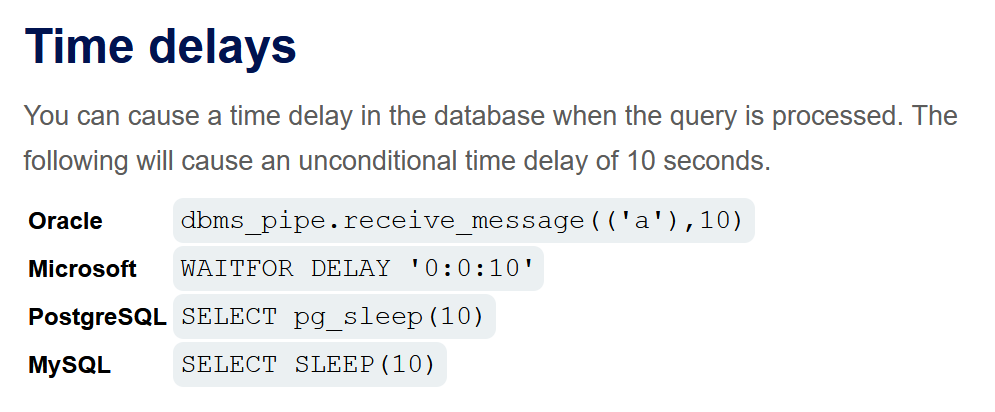 Time delays
You can cause a time delay in the database when the query is processed. The
following will cause an unconditional time delay of 10 seconds.
Oracle dbms_pipe.receive_message(('a'),10)
Microsoft WAITFOR DELAY '0:0:10'
PostgreSQL SELECT pg_sleep(10)
MySQL SELECT SLEEP(10)